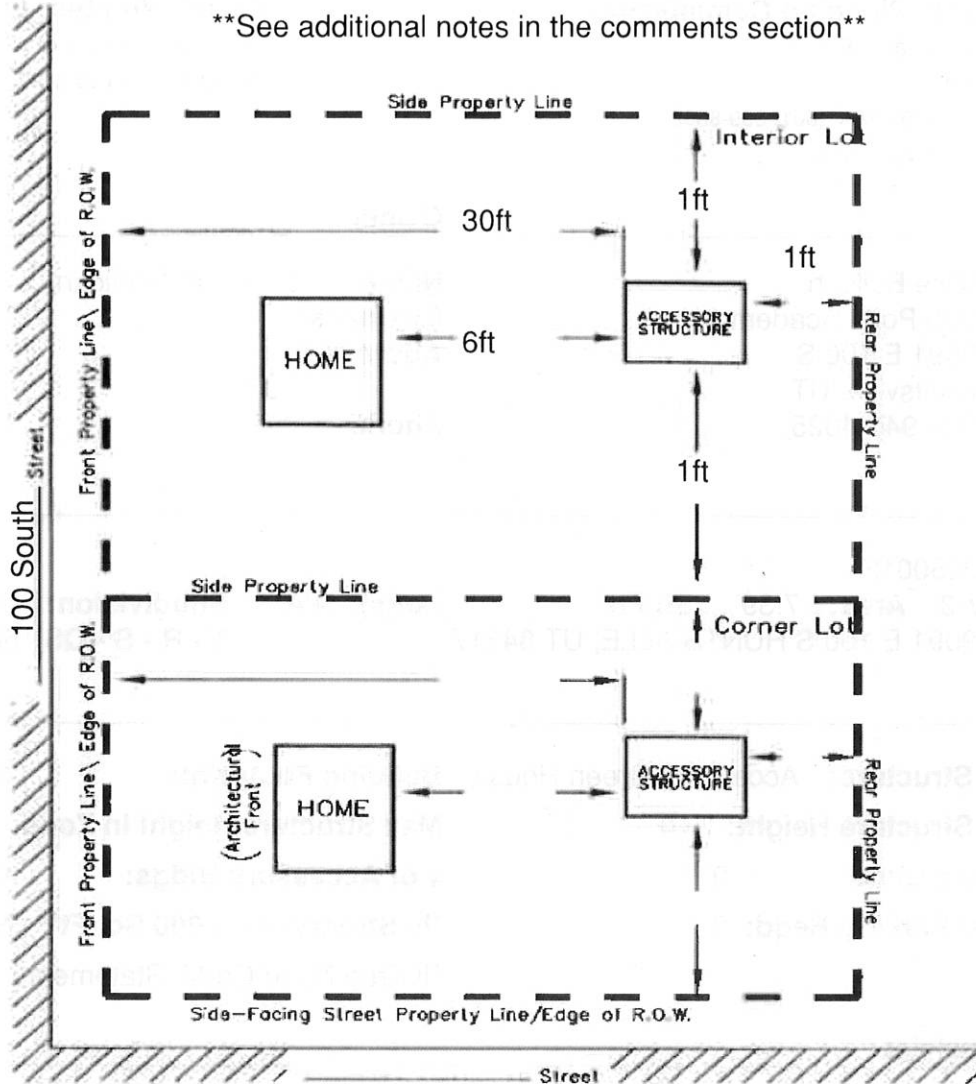 **See additional notes in the comments section**
Side Property Line
Interior Lot
Front Property Line\ Edge of R.O.W.
30ft
1ft
1ft
HOME
6ft
ACCESSORY
STRUCTURE
Rear Property Line
1ft
100 South Street
Side Property Line
Corner Lot
Front Property Line\ Edge of R.O.W.
(Architectural
Front)
HOME
ACCESSORY
STRUCTURE
Rear Property Line
Side-Facing Street Property Line/Edge of R.O.W.
Street